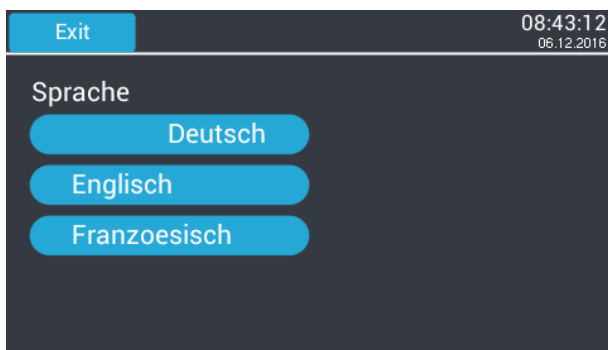 Exit
08:43:12
06.12.2016
Sprache
Deutsch
Englisch
Franzoesisch